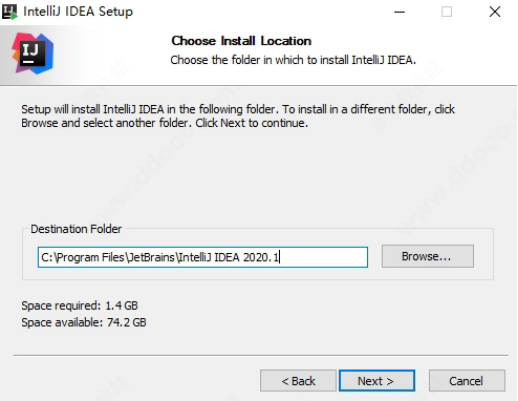 IntelliJ IDEA Setup
IJ
Choose Install Location
Choose the folder in which to install IntelliJ IDEA.
Setup will install IntelliJ IDEA in the following folder. To install in a different folder, click
Browse and select another folder. Click Next to continue.
Destination Folder
C:\Program Files\JetBrains\IntelliJ IDEA 2020.1
Browse...
Space required: 1.4 GB
Space available: 74.2 GB
< Back
Next >
Cancel